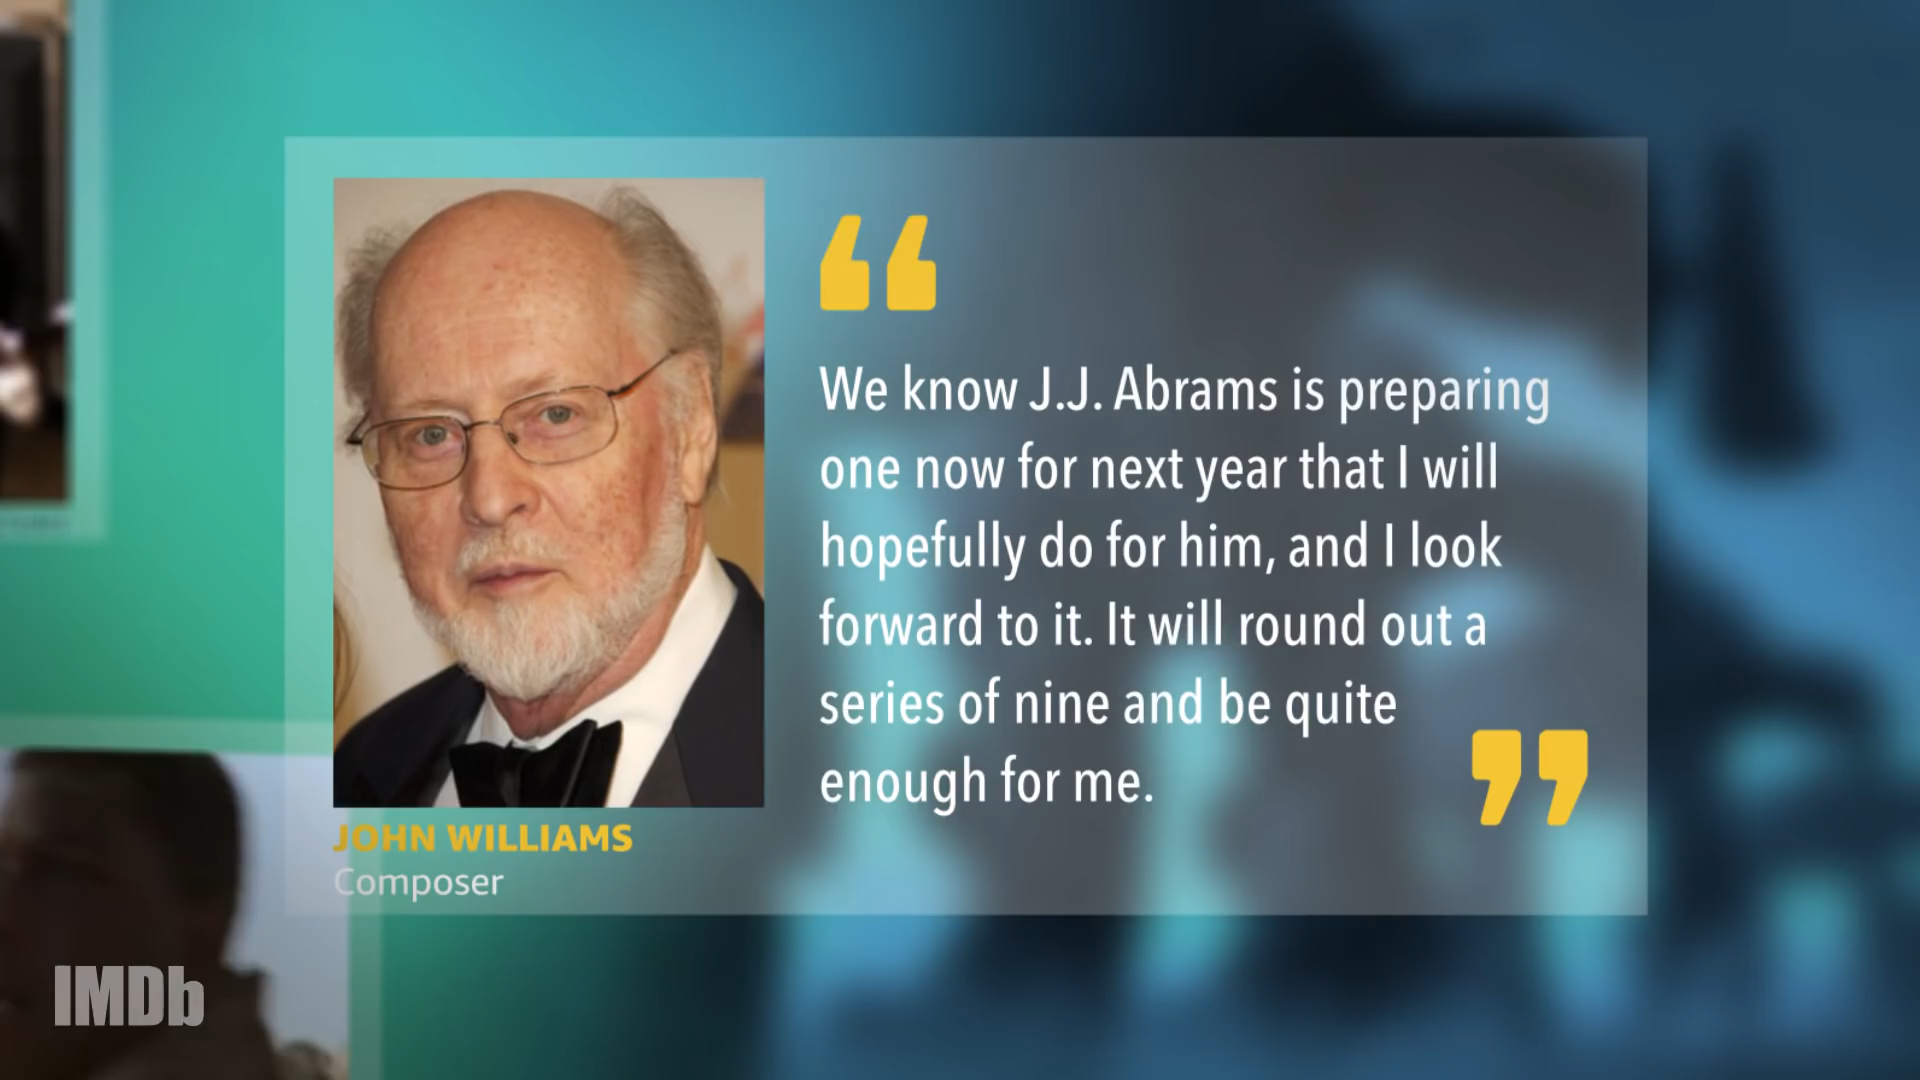 We know J.J. Abrams is preparing
one now for next year that I will
hopefully do for him, and I look
forward to it. It will round out a
series of nine and be quite
enough for me.
JOHN WILLIAMS
Composer
IMDb